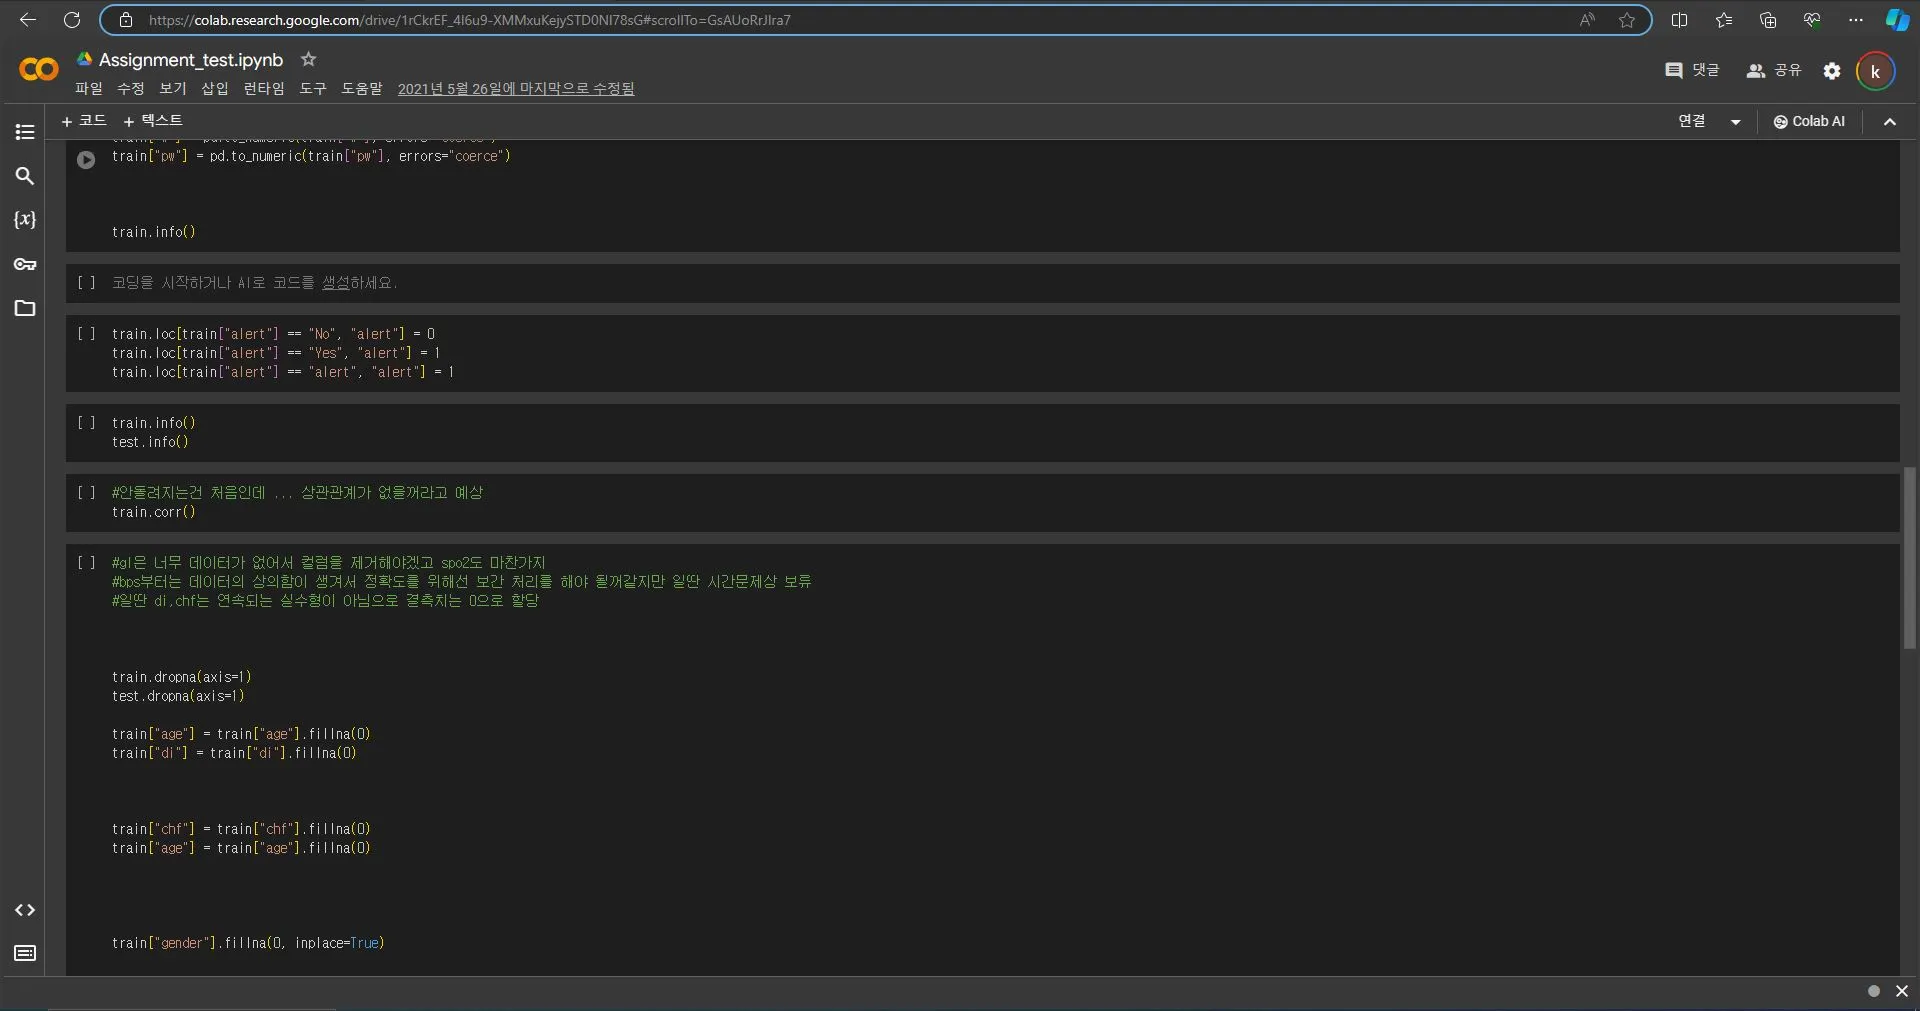 https://colab.research.google.com/drive/1rCkrEF_4l6u9-XMMxuKejySTD0NI78sG#scrollTo=GsAUoRrJIra7
Assignment_test.ipynb
댓글
공유
k
파일 수정 보기 삽입 런타임 도구 도움말 2021년 5월 26일에 마지막으로 수정됨
+ 코드 + 텍스트
연결
Colab AI
train["pw"] = pd.to_numeric(train["pw"], errors="coerce")
train.info()
[ ] 코딩을 시작하거나 AI로 코드를 생성하세요.
[ ] train.loc[train["alert"] == "No", "alert"] = 0
train.loc[train["alert"] == "Yes", "alert"] = 1
train.loc[train["alert"] == "alert", "alert"] = 1
[ ] train.info()
test.info()
[ ] #안돌려지는건 처음인데 ... 상관관계가 없을꺼라고 예상
train.corr()
[ ] #gl은 너무 데이터가 없어서 컬럼을 제거해야겠고 spo2도 마찬가지
#bps부터는 데이터의 상의함이 생겨서 정확도를 위해선 보간 처리를 해야 될꺼같지만 일딴 시간문제상 보류
#일딴 di,chf는 연속되는 실수형이 아님으로 결측치는 0으로 할당
train.dropna(axis=1)
test.dropna(axis=1)
train["age"] = train["age"].fillna(0)
train["di"] = train["di"].fillna(0)
train["chf"] = train["chf"].fillna(0)
train["age"] = train["age"].fillna(0)
train["gender"].fillna(0, inplace=True)